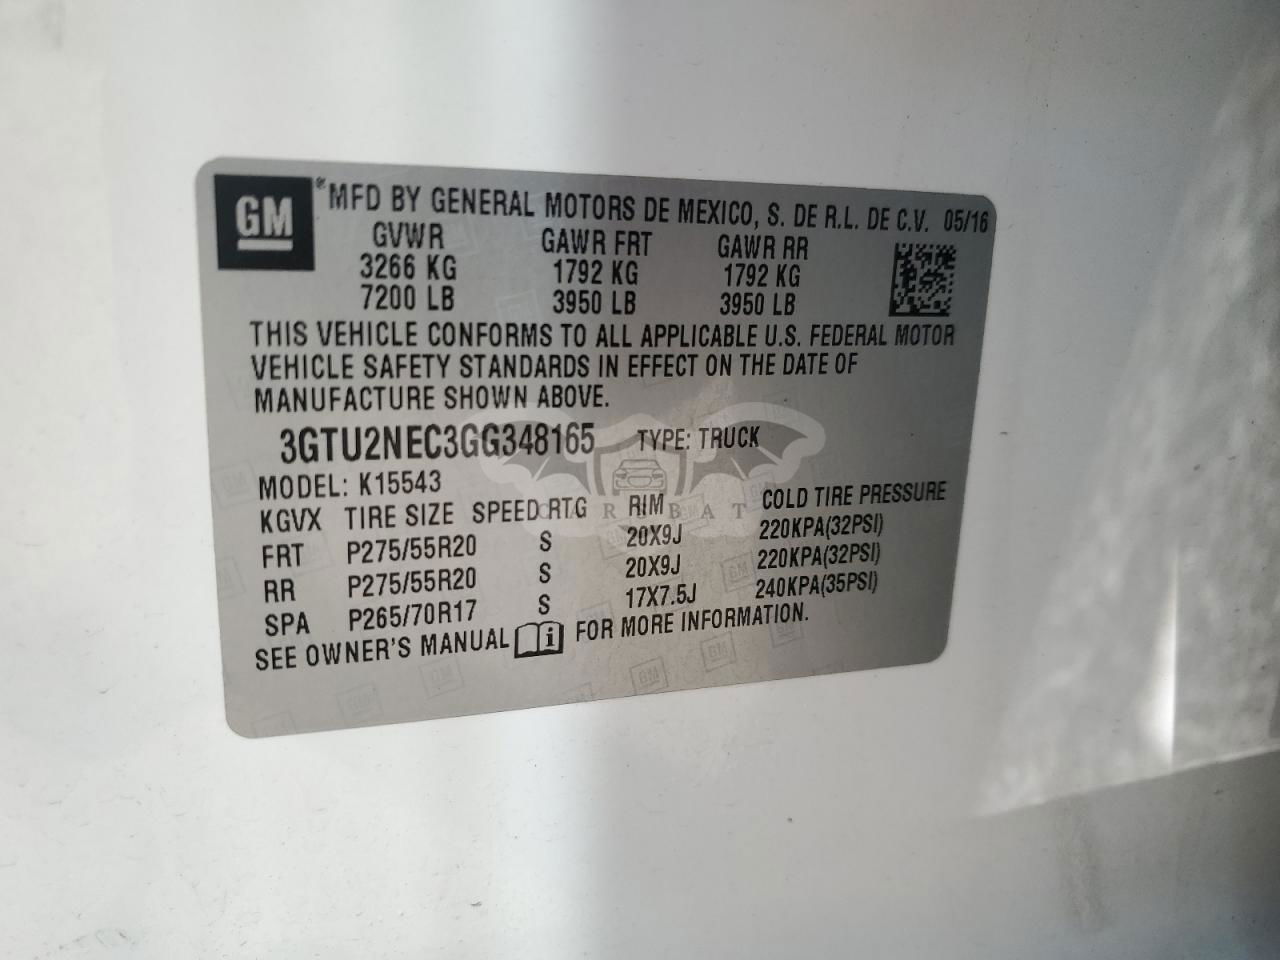 GM
®MFD BY GENERAL MOTORS DE MEXICO, S. DE R.L. DE C.V. 05/16
GVWR GAWR FRT GAWR RR
3266 KG 1792 KG 1792 KG
7200 LB 3950 LB 3950 LB
THIS VEHICLE CONFORMS TO ALL APPLICABLE U.S. FEDERAL MOTOR
VEHICLE SAFETY STANDARDS IN EFFECT ON THE DATE OF
MANUFACTURE SHOWN ABOVE.
3GTU2NEC3GG348165 TYPE: TRUCK
MODEL: K15543
KGVX TIRE SIZE SPEED RTG RIM COLD TIRE PRESSURE
FRT P275/55R20 S 20X9J 220KPA(32PSI)
RR P275/55R20 S 20X9J 220KPA(32PSI)
SPA P265/70R17 S 17X7.5J 240KPA(35PSI)
SEE OWNER'S MANUAL i FOR MORE INFORMATION.
CARSBAT